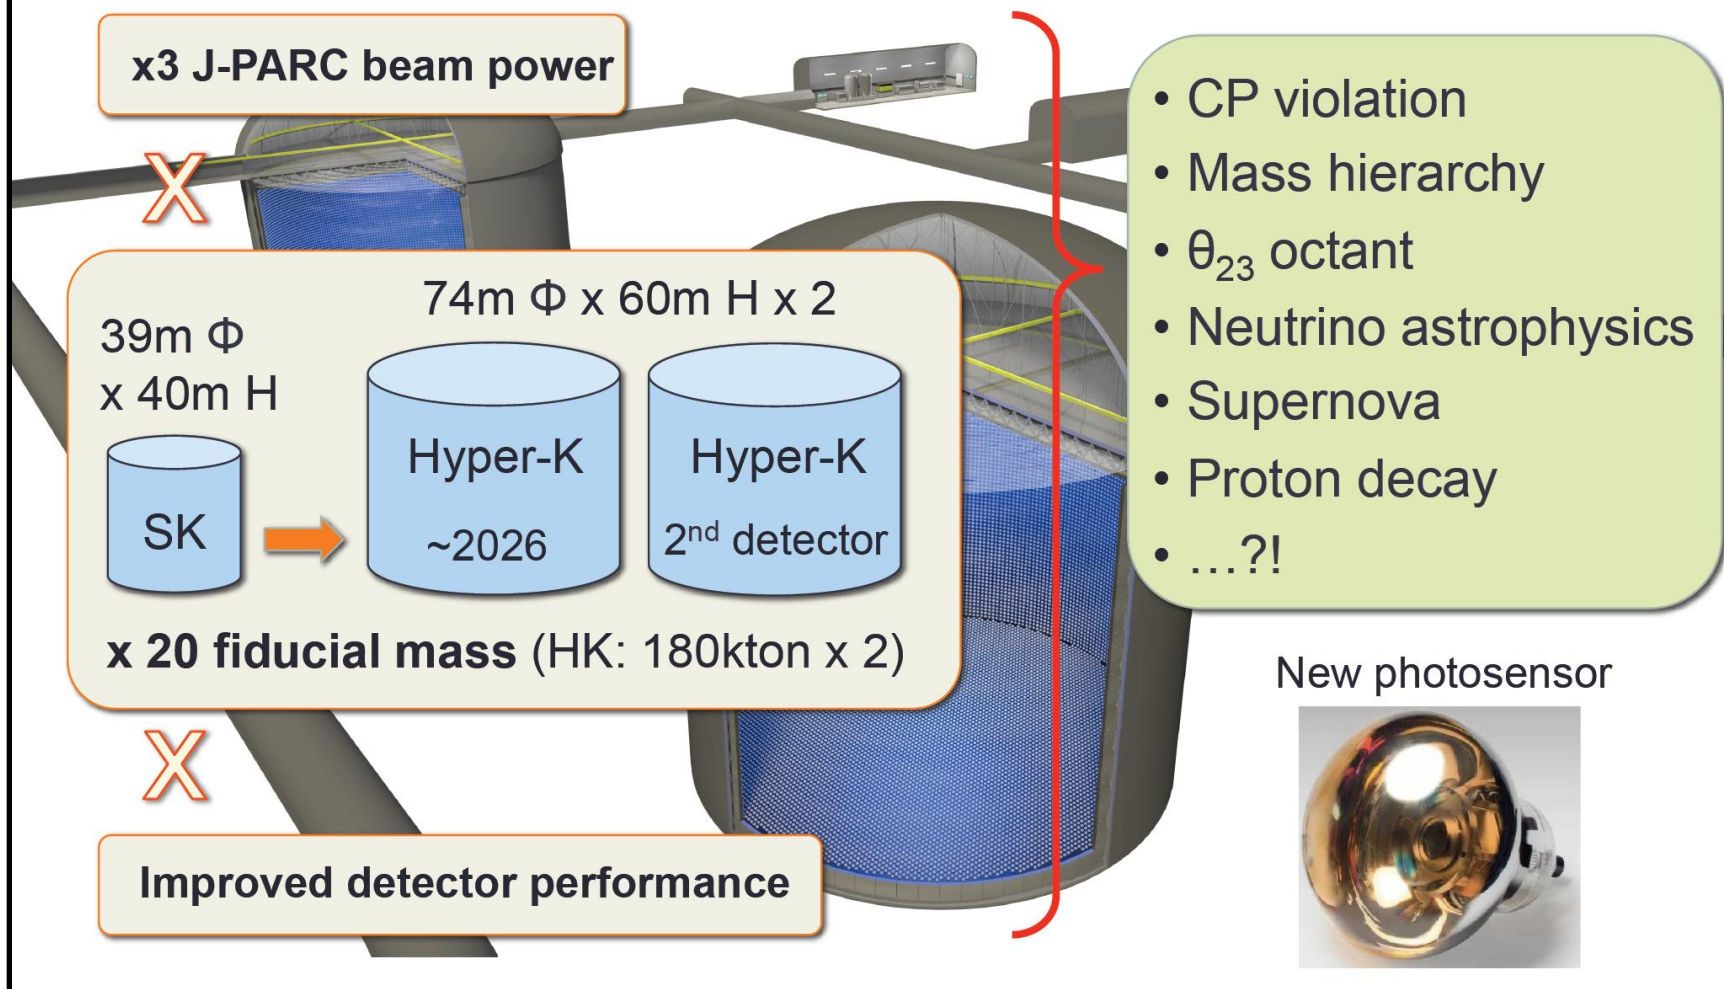 x3 J-PARC beam power
X
39m Φ
x 40m H
74m Φ x 60m H x 2
SK
Hyper-K
~2026
Hyper-K
2nd detector
x 20 fiducial mass (HK: 180kton x 2)
X
Improved detector performance
• CP violation
• Mass hierarchy
• θ23 octant
• Neutrino astrophysics
• Supernova
• Proton decay
• …?!
New photosensor